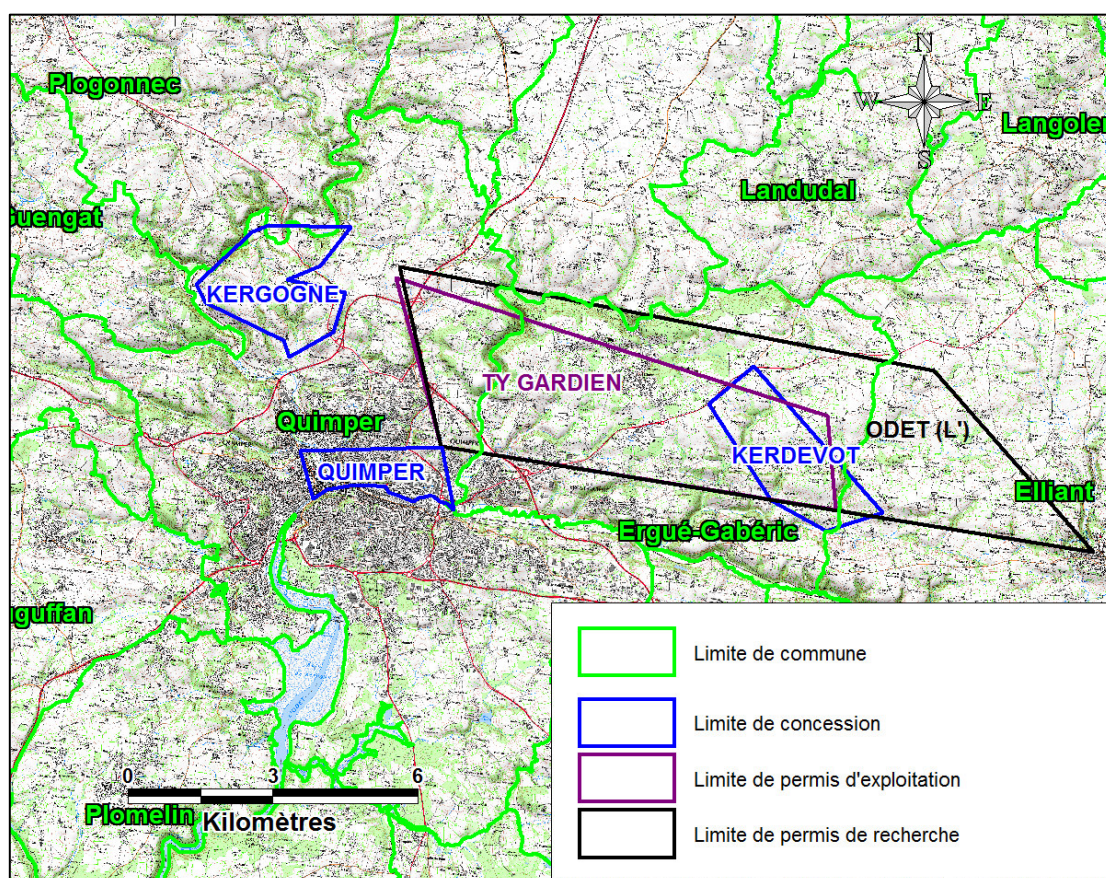 N
Plogonnec
W
E
Langolen
S
Landudal
Guengat
KERGOGNE
TY GARDIEN
Quimper
ODET (L')
QUIMPER
KERDEVOT
Elliant
Ergué-Gabéric
uguffan
Limite de commune
Limite de concession
0
3
6
Limite de permis d'exploitation
Plomelin
Kilomètres
Limite de permis de recherche